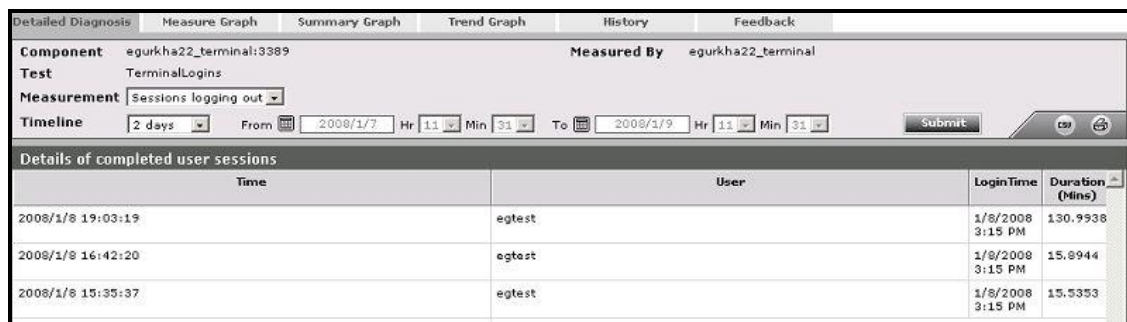 Detailed Diagnosis Measure Graph Summary Graph Trend Graph History Feedback
Component egurkha22_terminal:3389 Measured By egurkha22_terminal
Test TerminalLogins
Measurement Sessions logging out
Timeline 2 days From 2008/1/7 Hr 11 Min 31 To 2008/1/9 Hr 11 Min 31 Submit CSV
Details of completed user sessions
Time User LoginTime Duration (Mins)
2008/1/8 19:03:19 egtest 1/8/2008 3:15 PM 130.9938
2008/1/8 16:42:20 egtest 1/8/2008 3:15 PM 15.8944
2008/1/8 15:35:37 egtest 1/8/2008 3:15 PM 15.5353